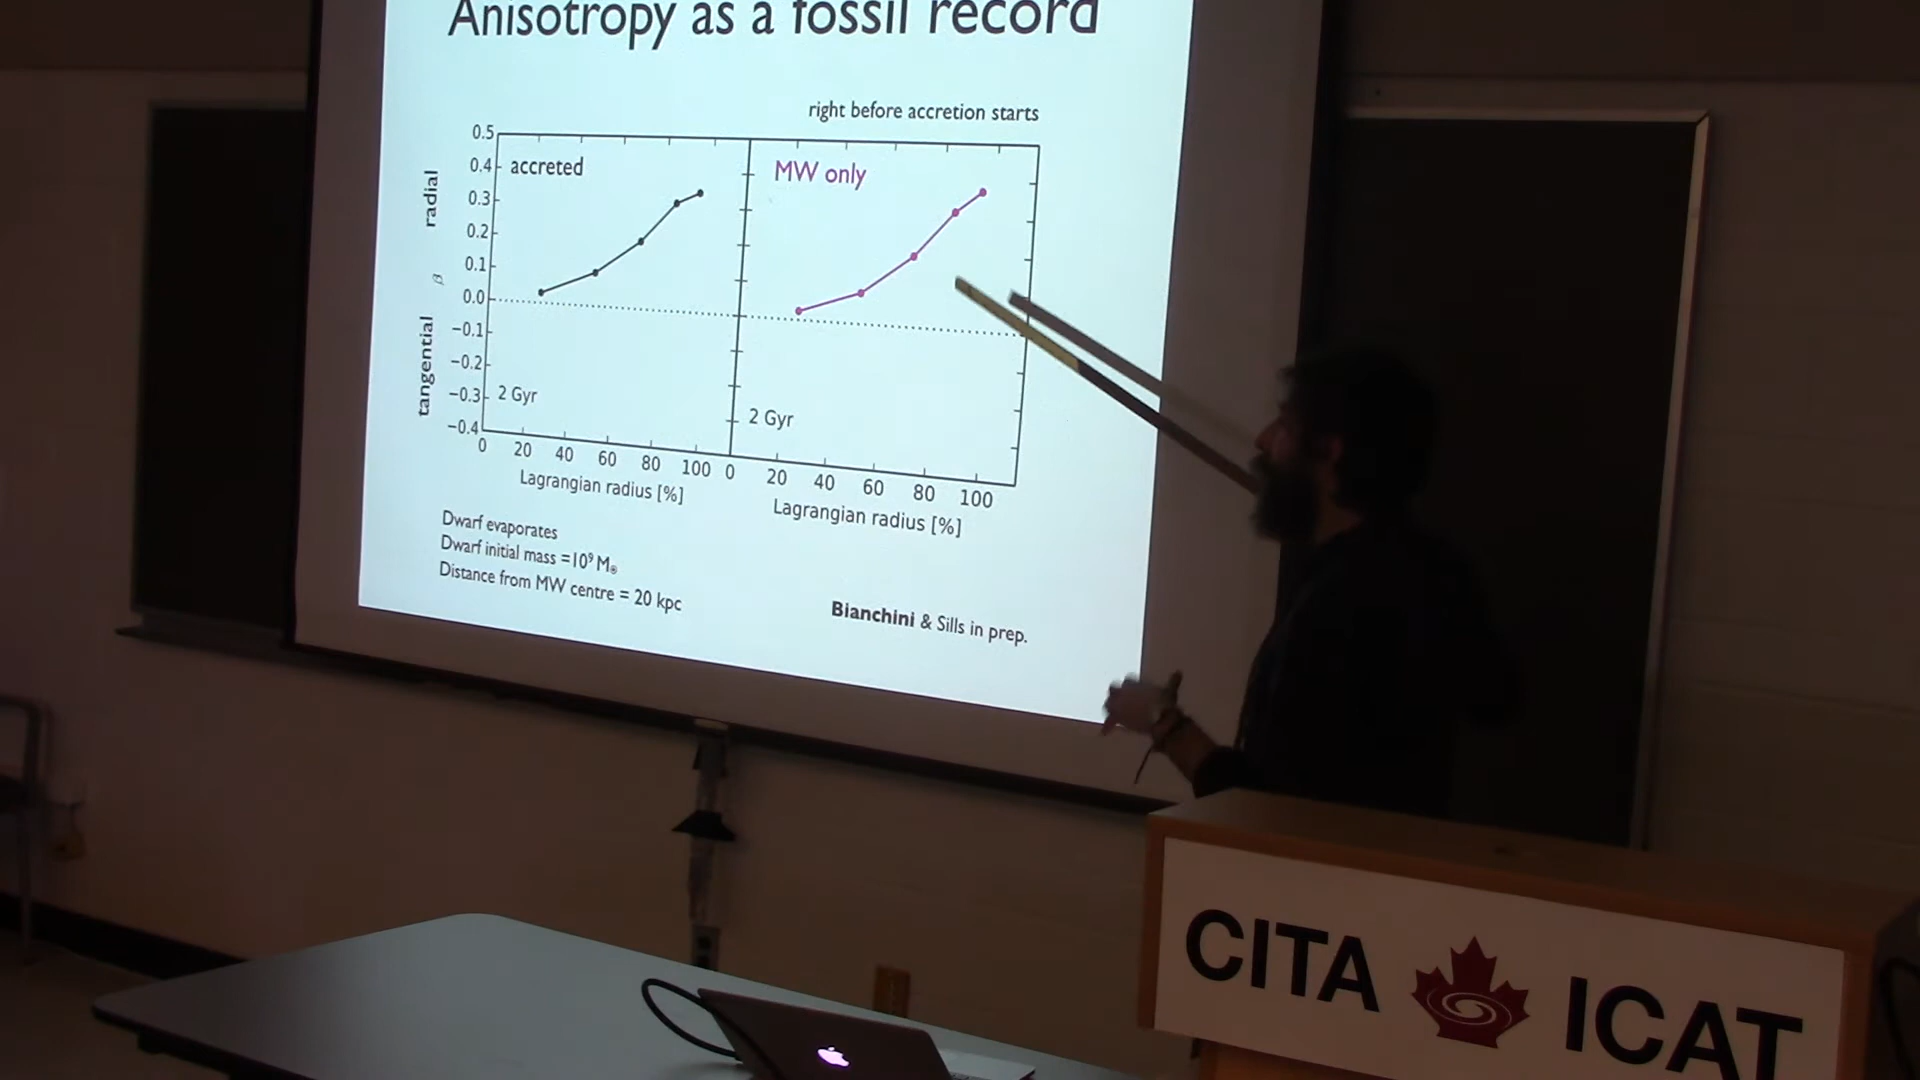 Anisotropy as a fossil record
right before accretion starts
0.5
0.4
0.3
0.2
0.1
0.0
−0.1
−0.2
−0.3
−0.4
radial
β
tangential
accreted
MW only
2 Gyr
2 Gyr
0 20 40 60 80 100 0 20 40 60 80 100
Lagrangian radius [%]
Lagrangian radius [%]
Dwarf evaporates
Dwarf initial mass =10⁹ M⊙
Distance from MW centre = 20 kpc
Bianchini & Sills in prep.
CITA ICAT